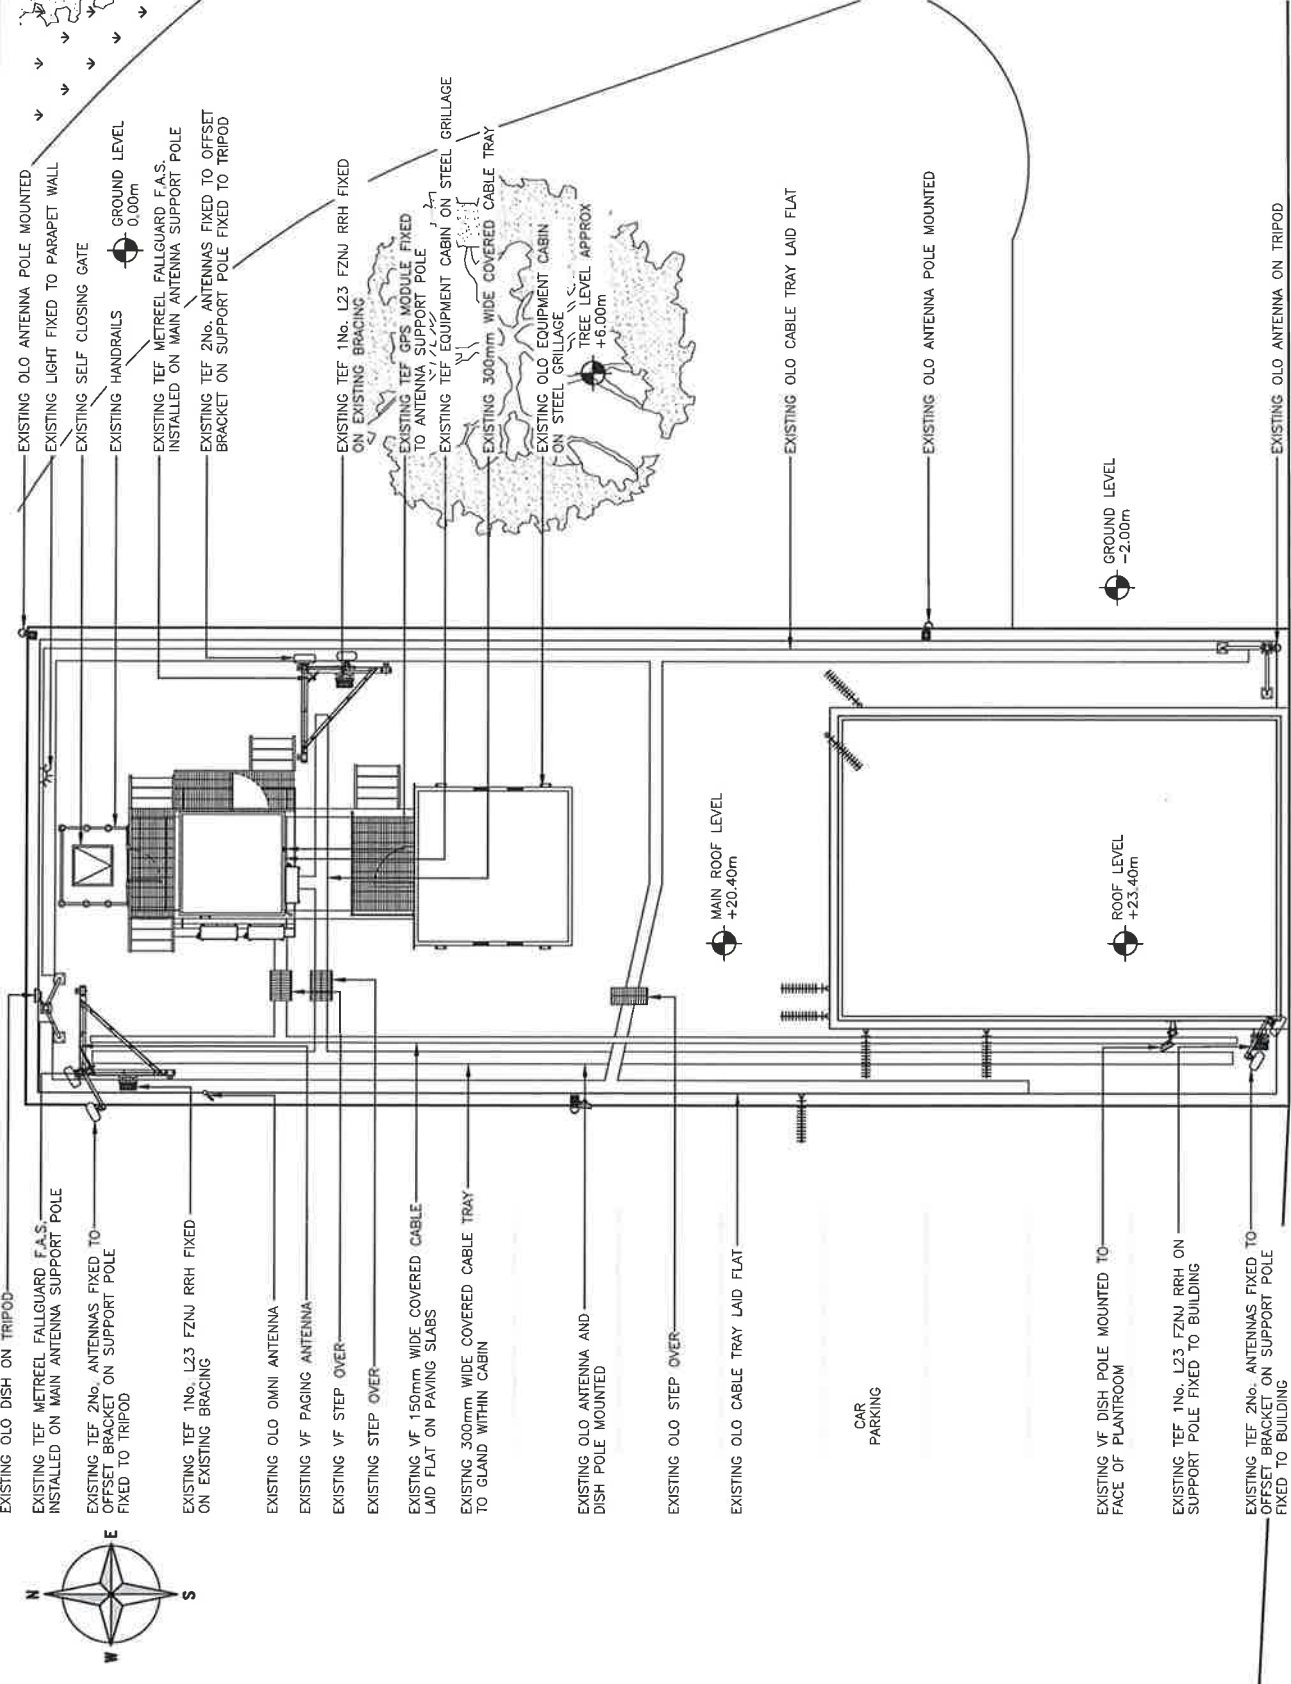 EXISTING OLO ANTENNA POLE MOUNTED
EXISTING LIGHT FIXED TO PARAPET WALL
EXISTING SELF CLOSING GATE
EXISTING HANDRAILS
GROUND LEVEL
0.00m
EXISTING TEF METREEL FALLGUARD F.A.S.
INSTALLED ON MAIN ANTENNA SUPPORT POLE
EXISTING TEF 2No. ANTENNAS FIXED TO OFFSET
BRACKET ON SUPPORT POLE FIXED TO TRIPOD
EXISTING TEF 1No. L23 FZNJ RRH FIXED
ON EXISTING BRACING
EXISTING TEF GPS MODULE FIXED
TO ANTENNA SUPPORT POLE
EXISTING TEF EQUIPMENT CABIN ON STEEL GRILLAGE
EXISTING 300mm WIDE COVERED CABLE TRAY
EXISTING OLO EQUIPMENT CABIN
ON STEEL GRILLAGE
TREE LEVEL APPROX
+6.00m
EXISTING OLO CABLE TRAY LAID FLAT
EXISTING OLO ANTENNA POLE MOUNTED
GROUND LEVEL
-2.00m
EXISTING OLO ANTENNA ON TRIPOD
MAIN ROOF LEVEL
+20.40m
ROOF LEVEL
+23.40m
EXISTING OLO DISH ON TRIPOD
EXISTING TEF METREEL FALLGUARD F.A.S.
INSTALLED ON MAIN ANTENNA SUPPORT POLE
EXISTING TEF 2No. ANTENNAS FIXED TO
OFFSET BRACKET ON SUPPORT POLE
FIXED TO TRIPOD
EXISTING TEF 1No. L23 FZNJ RRH FIXED
ON EXISTING BRACING
EXISTING OLO OMNI ANTENNA
EXISTING VF PAGING ANTENNA
EXISTING VF STEP OVER
EXISTING STEP OVER
EXISTING VF 150mm WIDE COVERED CABLE
LAID FLAT ON PAVING SLABS
EXISTING 300mm WIDE COVERED CABLE TRAY
TO GLAND WITHIN CABIN
EXISTING OLO ANTENNA AND
DISH POLE MOUNTED
EXISTING OLO STEP OVER
EXISTING OLO CABLE TRAY LAID FLAT
CAR
PARKING
EXISTING VF DISH POLE MOUNTED TO
FACE OF PLANTROOM
EXISTING TEF 1No. L23 FZNJ RRH ON
SUPPORT POLE FIXED TO BUILDING
EXISTING TEF 2No. ANTENNAS FIXED TO
OFFSET BRACKET ON SUPPORT POLE
FIXED TO BUILDING
N
E
S
W